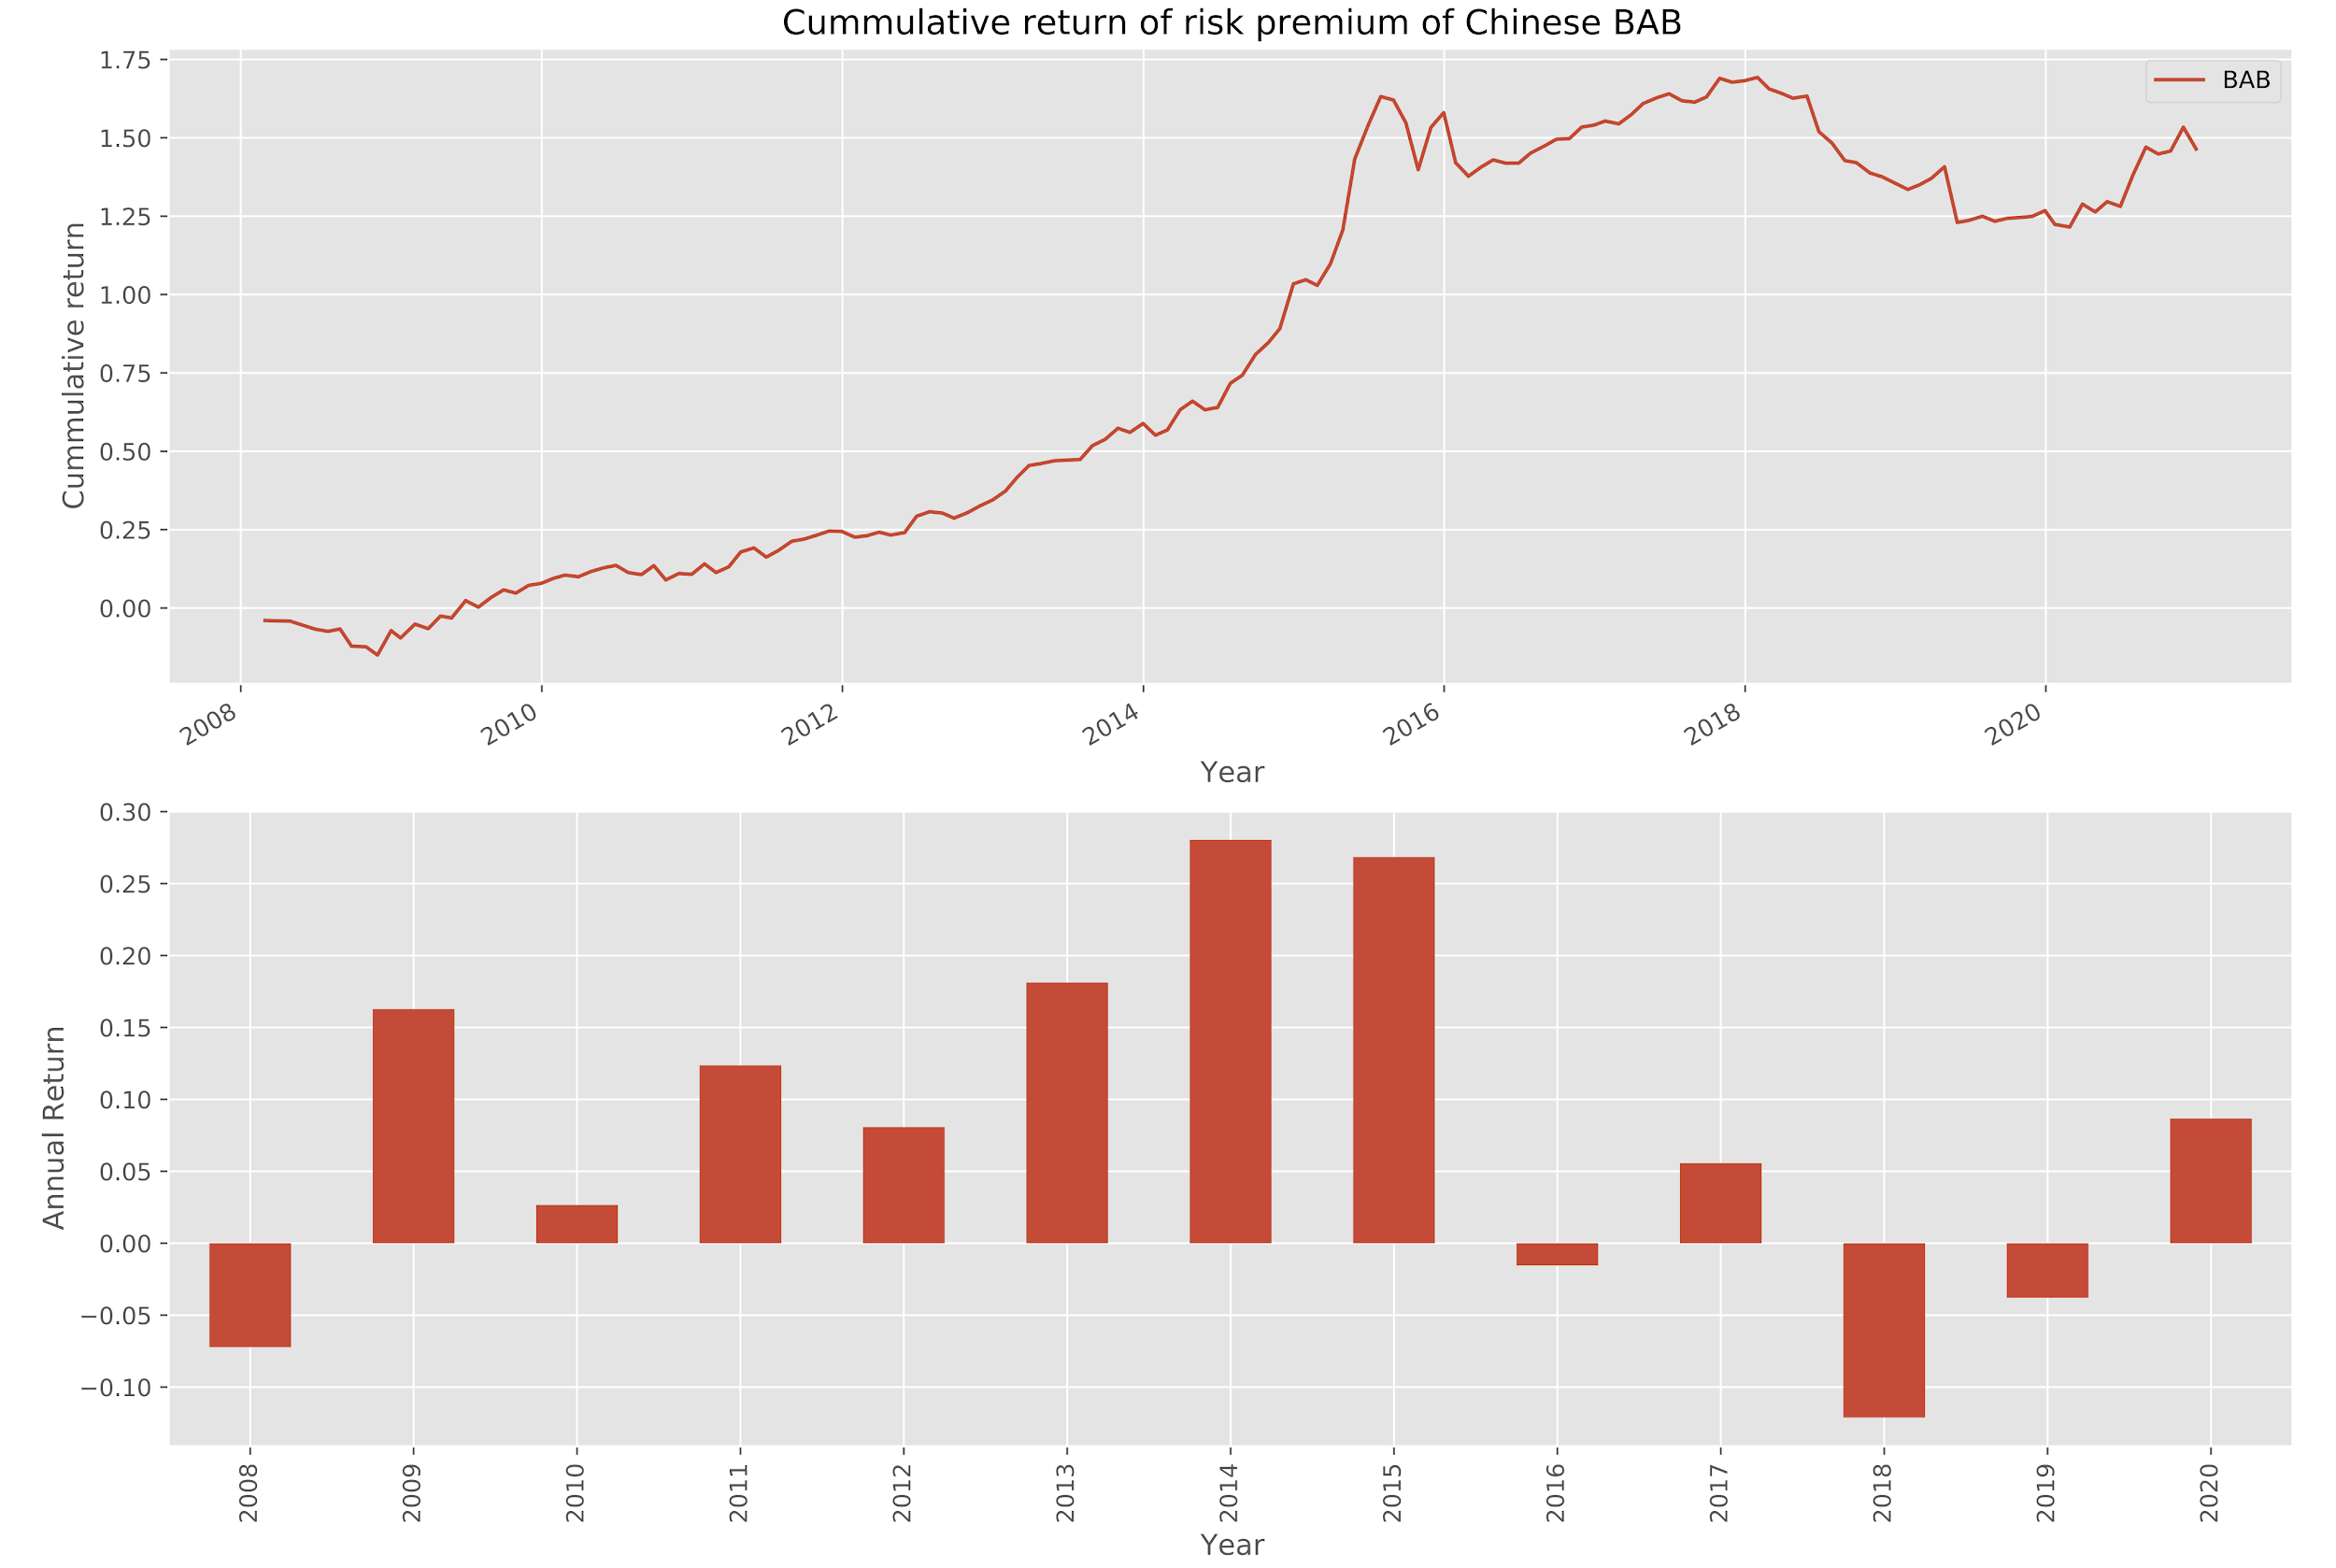 Cummulative return of risk premium of Chinese BAB
BAB
Cummulative return
1.75
1.50
1.25
1.00
0.75
0.50
0.25
0.00
2008 2010 2012 2014 2016 2018 2020
Year
Annual Return
0.30
0.25
0.20
0.15
0.10
0.05
0.00
−0.05
−0.10
2008 2009 2010 2011 2012 2013 2014 2015 2016 2017 2018 2019 2020
Year